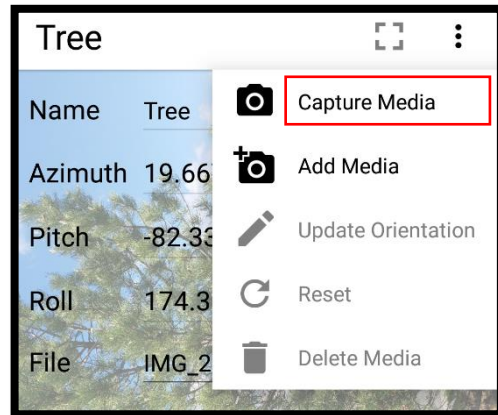 Tree
Name Tree
Azimuth 19.66
Pitch -82.33
Roll 174.3
File IMG_2
Capture Media
Add Media
Update Orientation
Reset
Delete Media